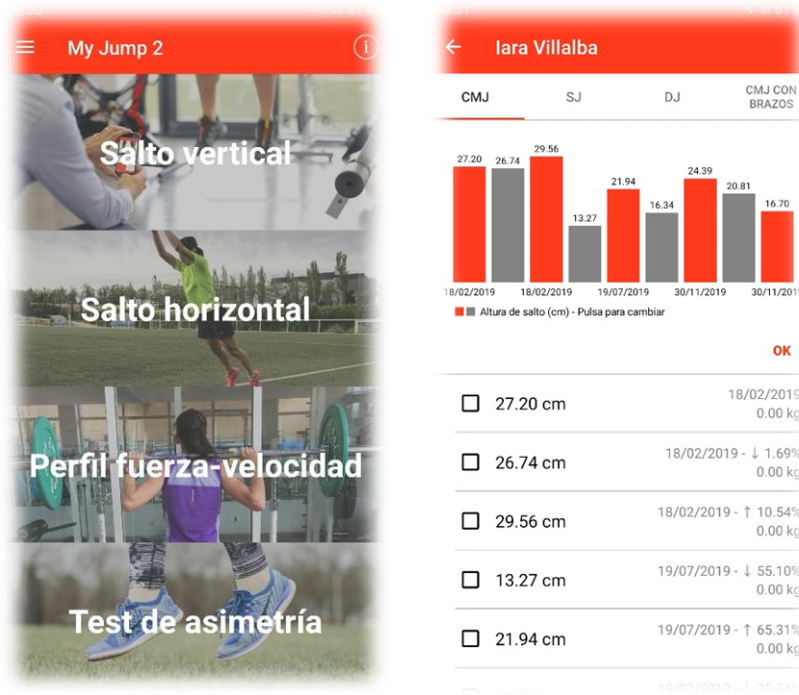 My Jump 2
i
Salto vertical
Salto horizontal
Perfil fuerza-velocidad
Test de asimetría
Iara Villalba
CMJ
SJ
DJ
CMJ CON
BRAZOS
27.20
26.74
29.56
13.27
21.94
16.34
24.39
20.81
16.70
18/02/2019
18/02/2019
19/07/2019
30/11/2019
30/11/201
Altura de salto (cm) - Pulsa para cambiar
OK
27.20 cm
18/02/2019
0.00 kg
26.74 cm
18/02/2019 - ↓ 1.69%
0.00 kg
29.56 cm
18/02/2019 - ↑ 10.54%
0.00 kg
13.27 cm
19/07/2019 - ↓ 55.10%
0.00 kg
21.94 cm
19/07/2019 - ↑ 65.31%
0.00 kg